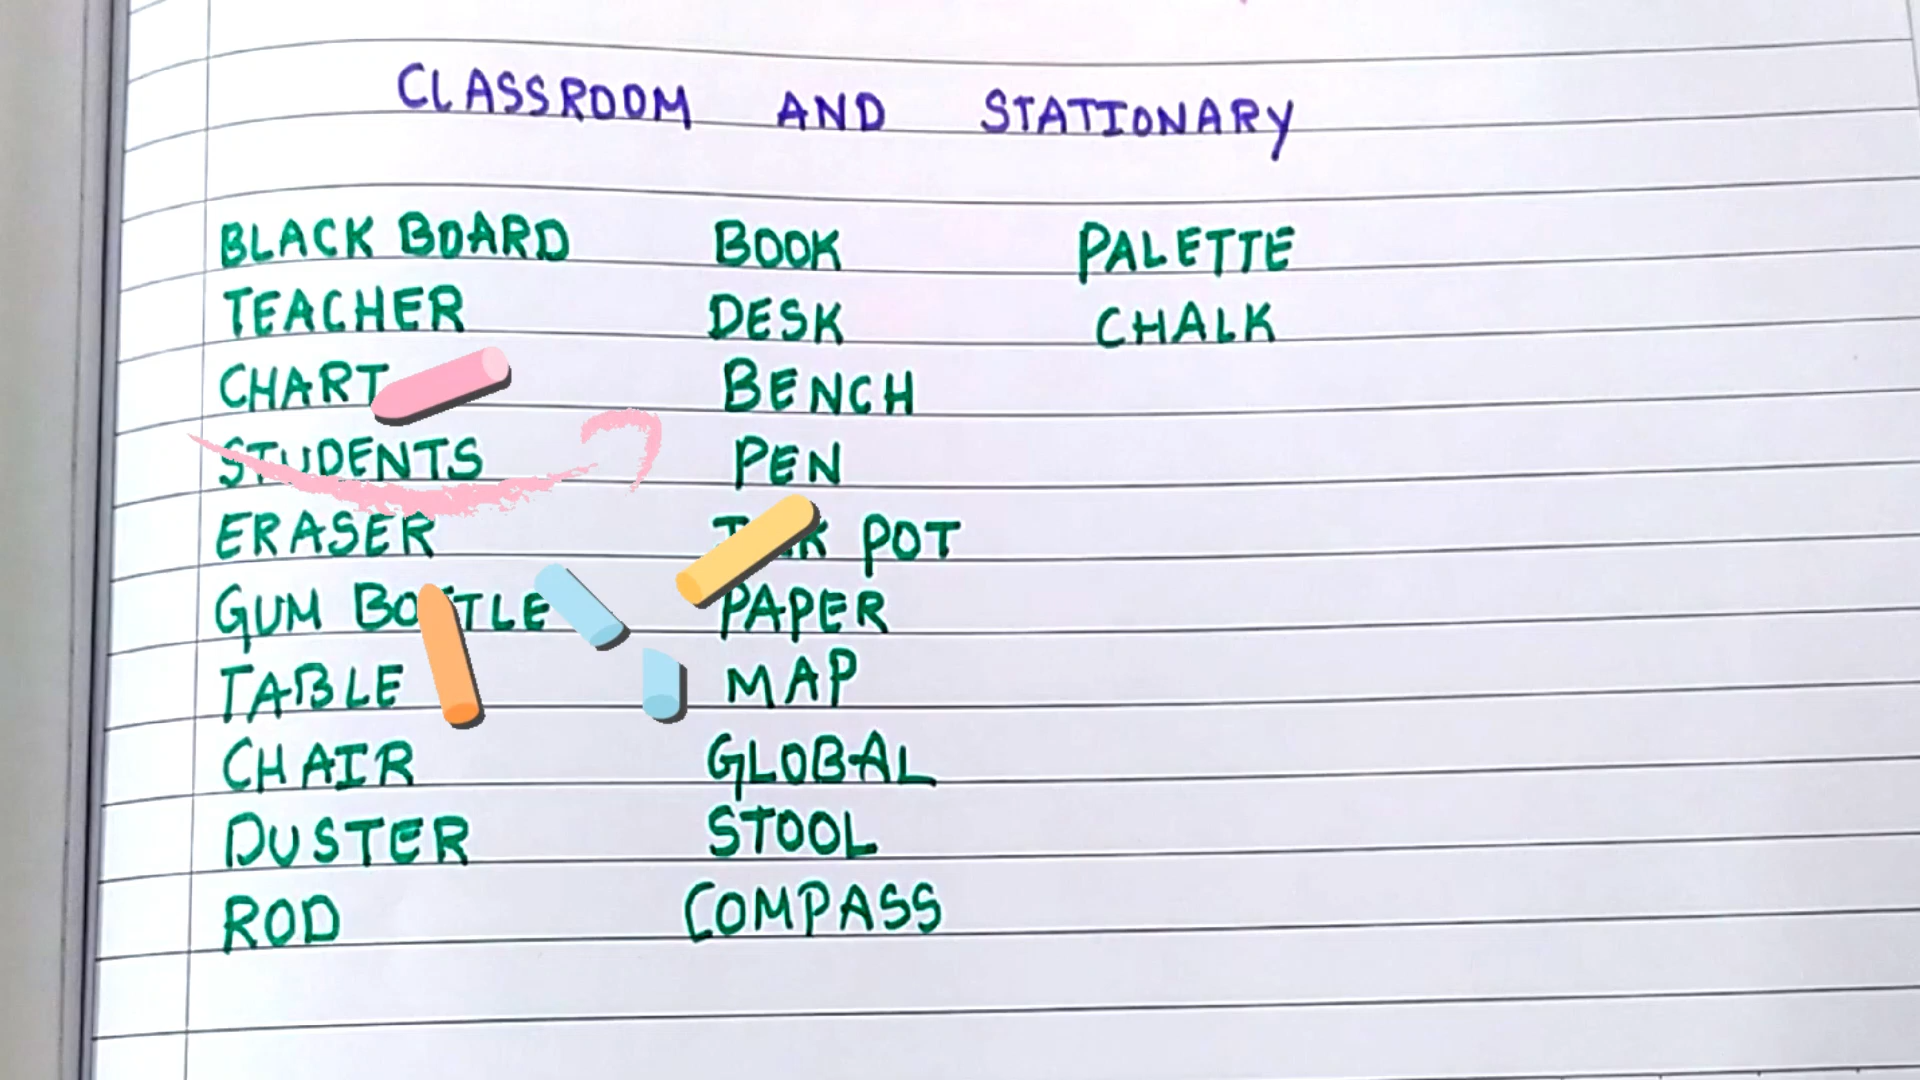 CLASSROOM AND STATIONARY
BLACK BOARD
TEACHER
CHART
STUDENTS
ERASER
GUM
TABLE
CHAIR
DUSTER
ROD
BOOK
DESK
BENCH
PEN
POT
PAPER
MAP
GLOBAL
STOOL
COMPASS
PALETTE
CHALK